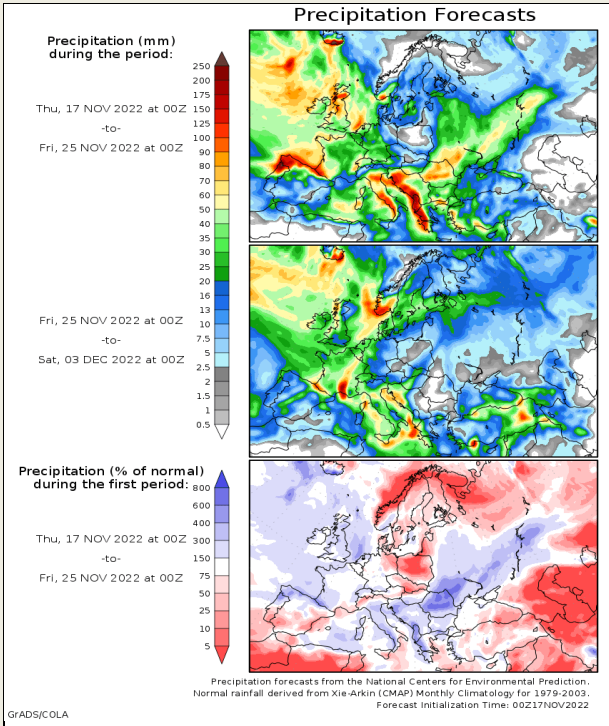 Precipitation Forecasts
Precipitation (mm)
during the period:
Thu, 17 NOV 2022 at 00Z
-to-
Fri, 25 NOV 2022 at 00Z
250
200
175
150
125
100
90
80
70
60
50
40
35
30
25
20
16
13
10
7.5
5
2.5
2
1.5
1
0.5
Fri, 25 NOV 2022 at 00Z
-to-
Sat, 03 DEC 2022 at 00Z
Precipitation (% of normal)
during the first period:
Thu, 17 NOV 2022 at 00Z
-to-
Fri, 25 NOV 2022 at 00Z
800
600
400
300
150
75
50
25
10
5
Precipitation forecasts from the National Centers for Environmental Prediction.
Normal rainfall derived from Xie-Arkin (CMAP) Monthly Climatology for 1979-2003.
Forecast Initialization Time: 00Z17NOV2022
GrADS/COLA